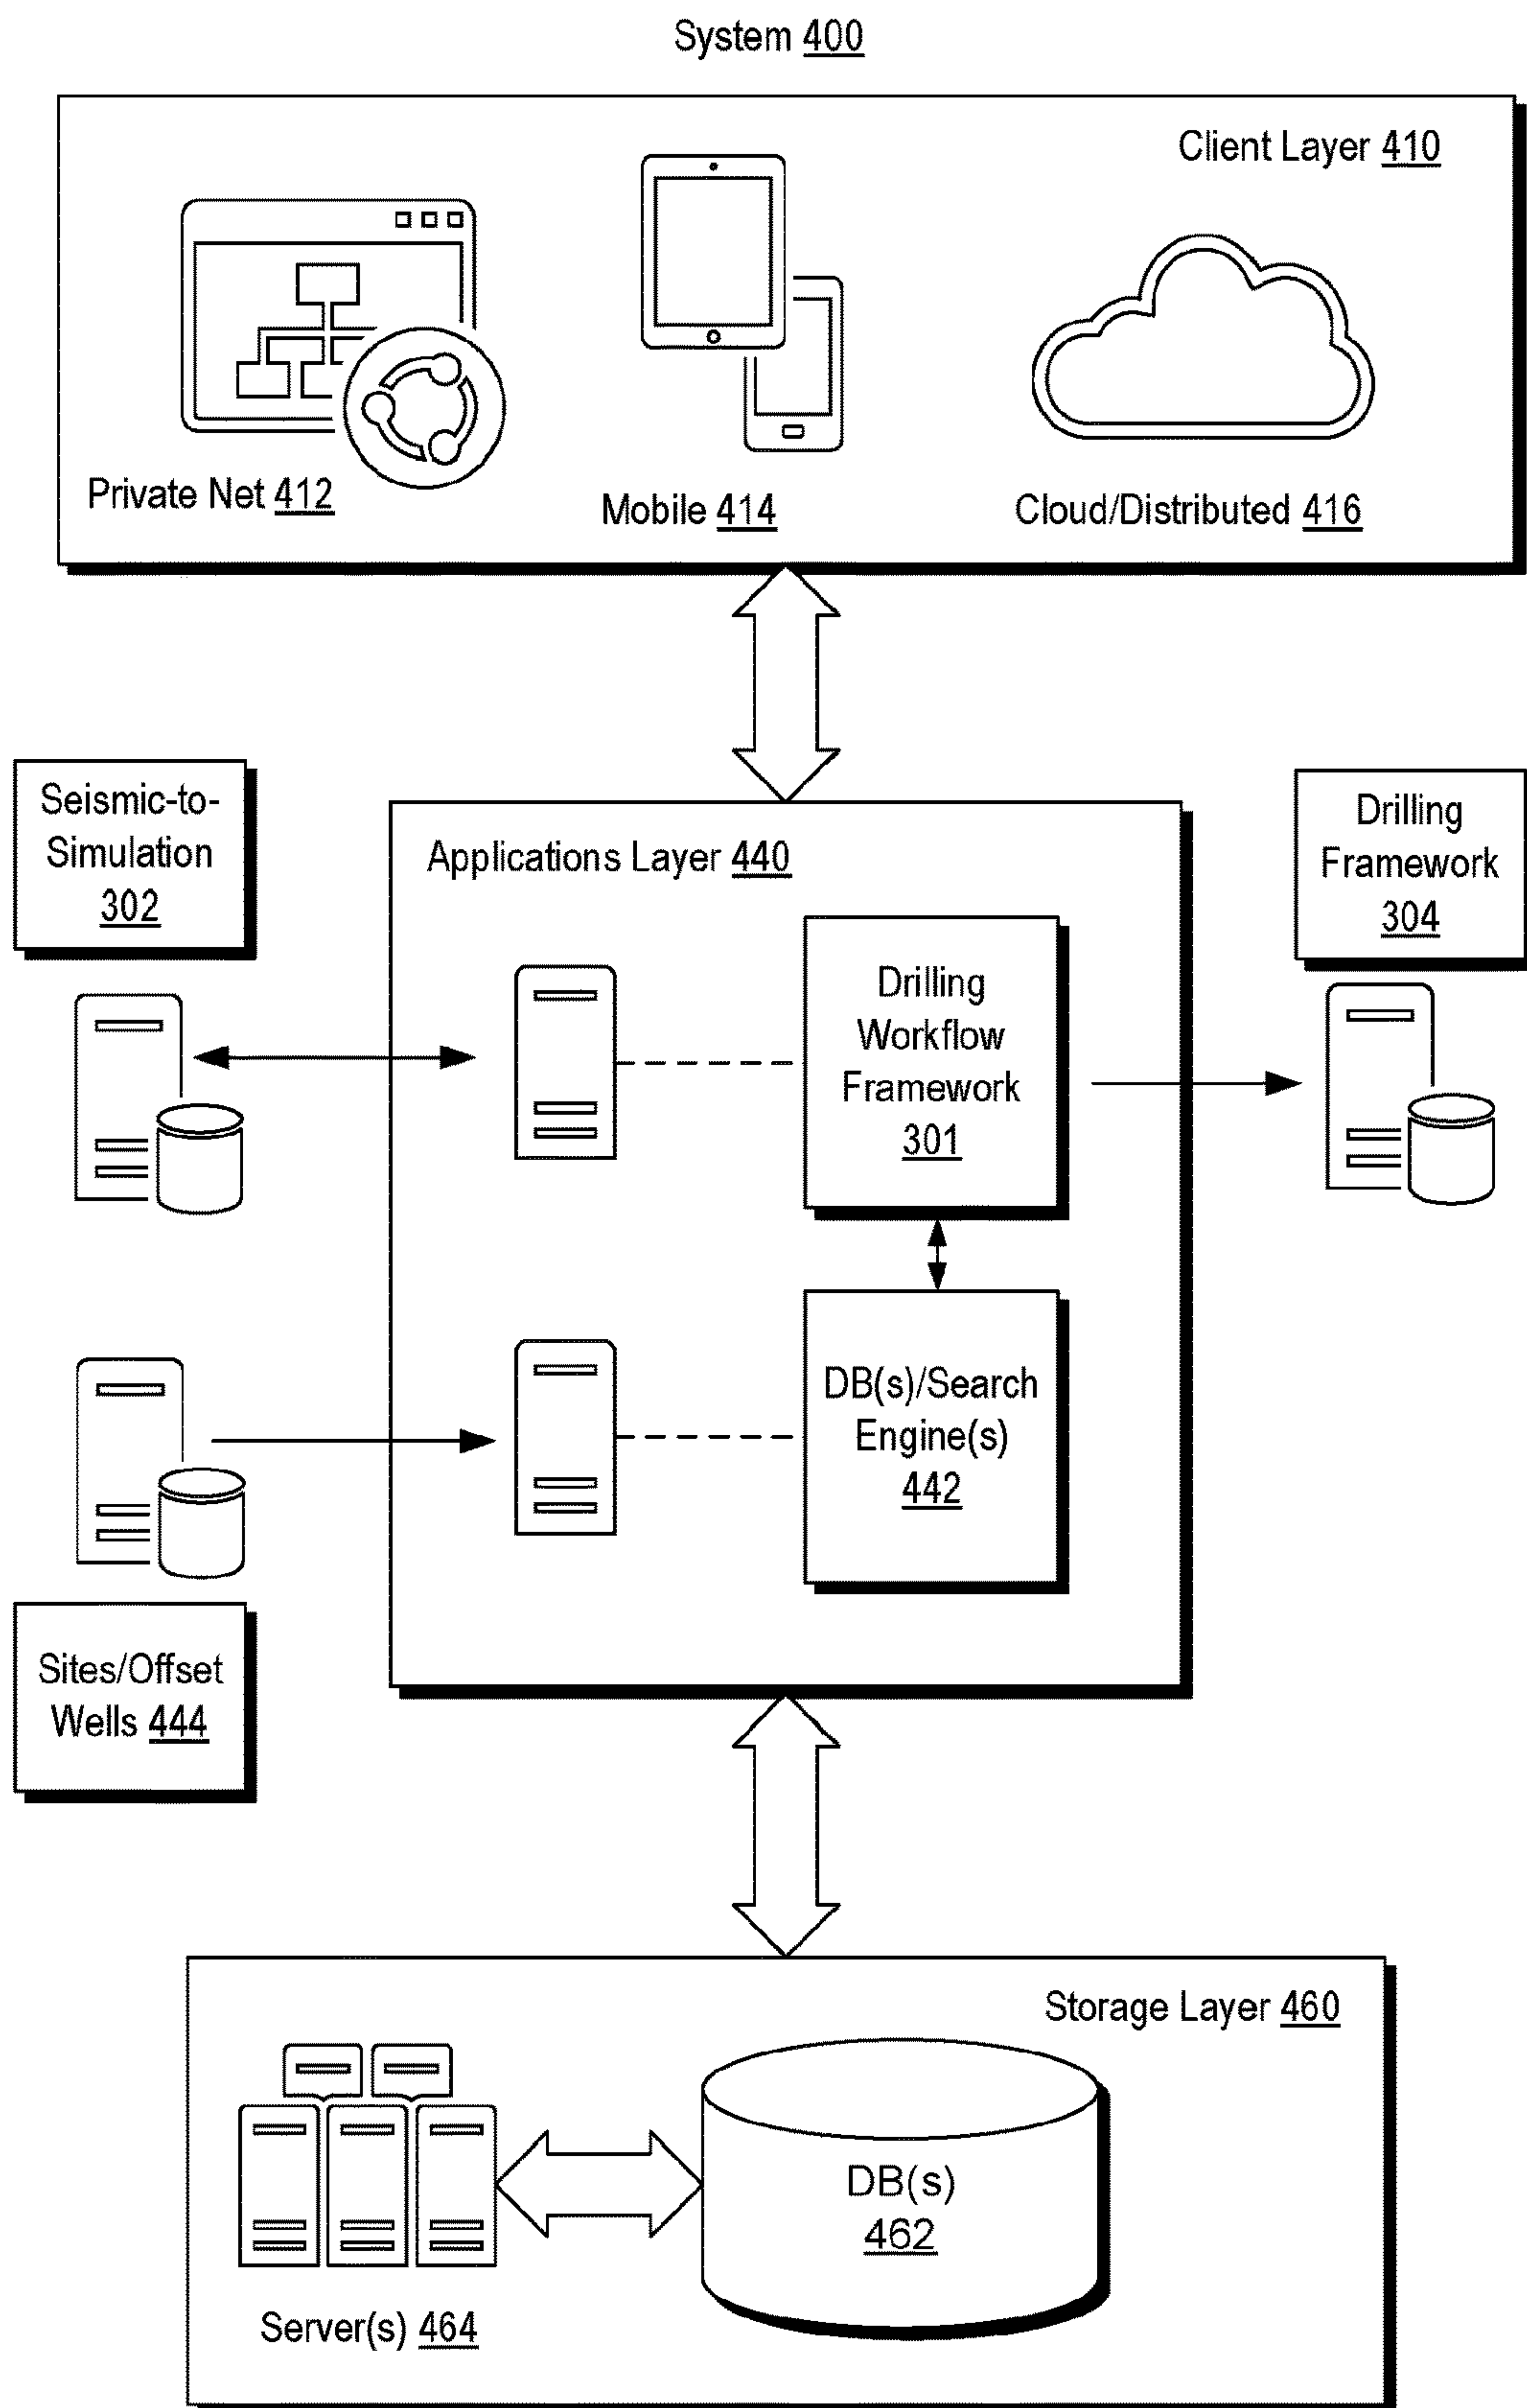 System 400
Client Layer 410
Private Net 412
Mobile 414
Cloud/Distributed 416
Seismic-to-
Simulation
302
Applications Layer 440
Drilling
Framework
304
Drilling
Workflow
Framework
301
DB(s)/Search
Engine(s)
442
Sites/Offset
Wells 444
Storage Layer 460
DB(s)
462
Server(s) 464